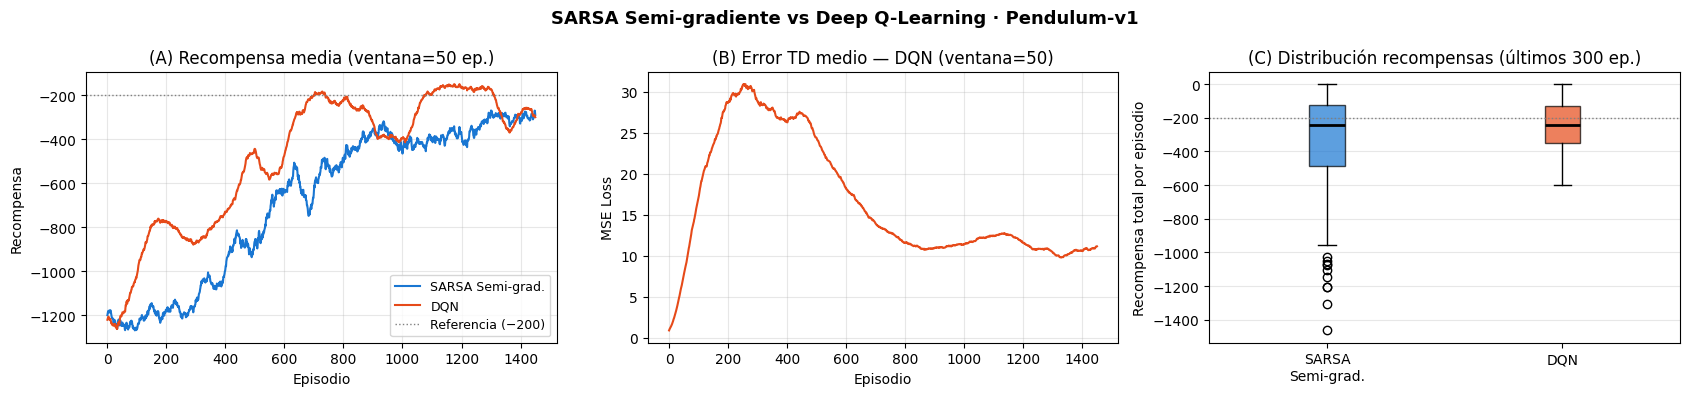 SARSA Semi-gradiente vs Deep Q-Learning · Pendulum-v1
(A) Recompensa media (ventana=50 ep.)
Recompensa
−200
−400
−600
−800
−1000
−1200
SARSA Semi-grad.
DQN
Referencia (−200)
0 200 400 600 800 1000 1200 1400
Episodio
(B) Error TD medio — DQN (ventana=50)
MSE Loss
30
25
20
15
10
5
0
0 200 400 600 800 1000 1200 1400
Episodio
(C) Distribución recompensas (últimos 300 ep.)
Recompensa total por episodio
0
−200
−400
−600
−800
−1000
−1200
−1400
SARSA
Semi-grad.
DQN